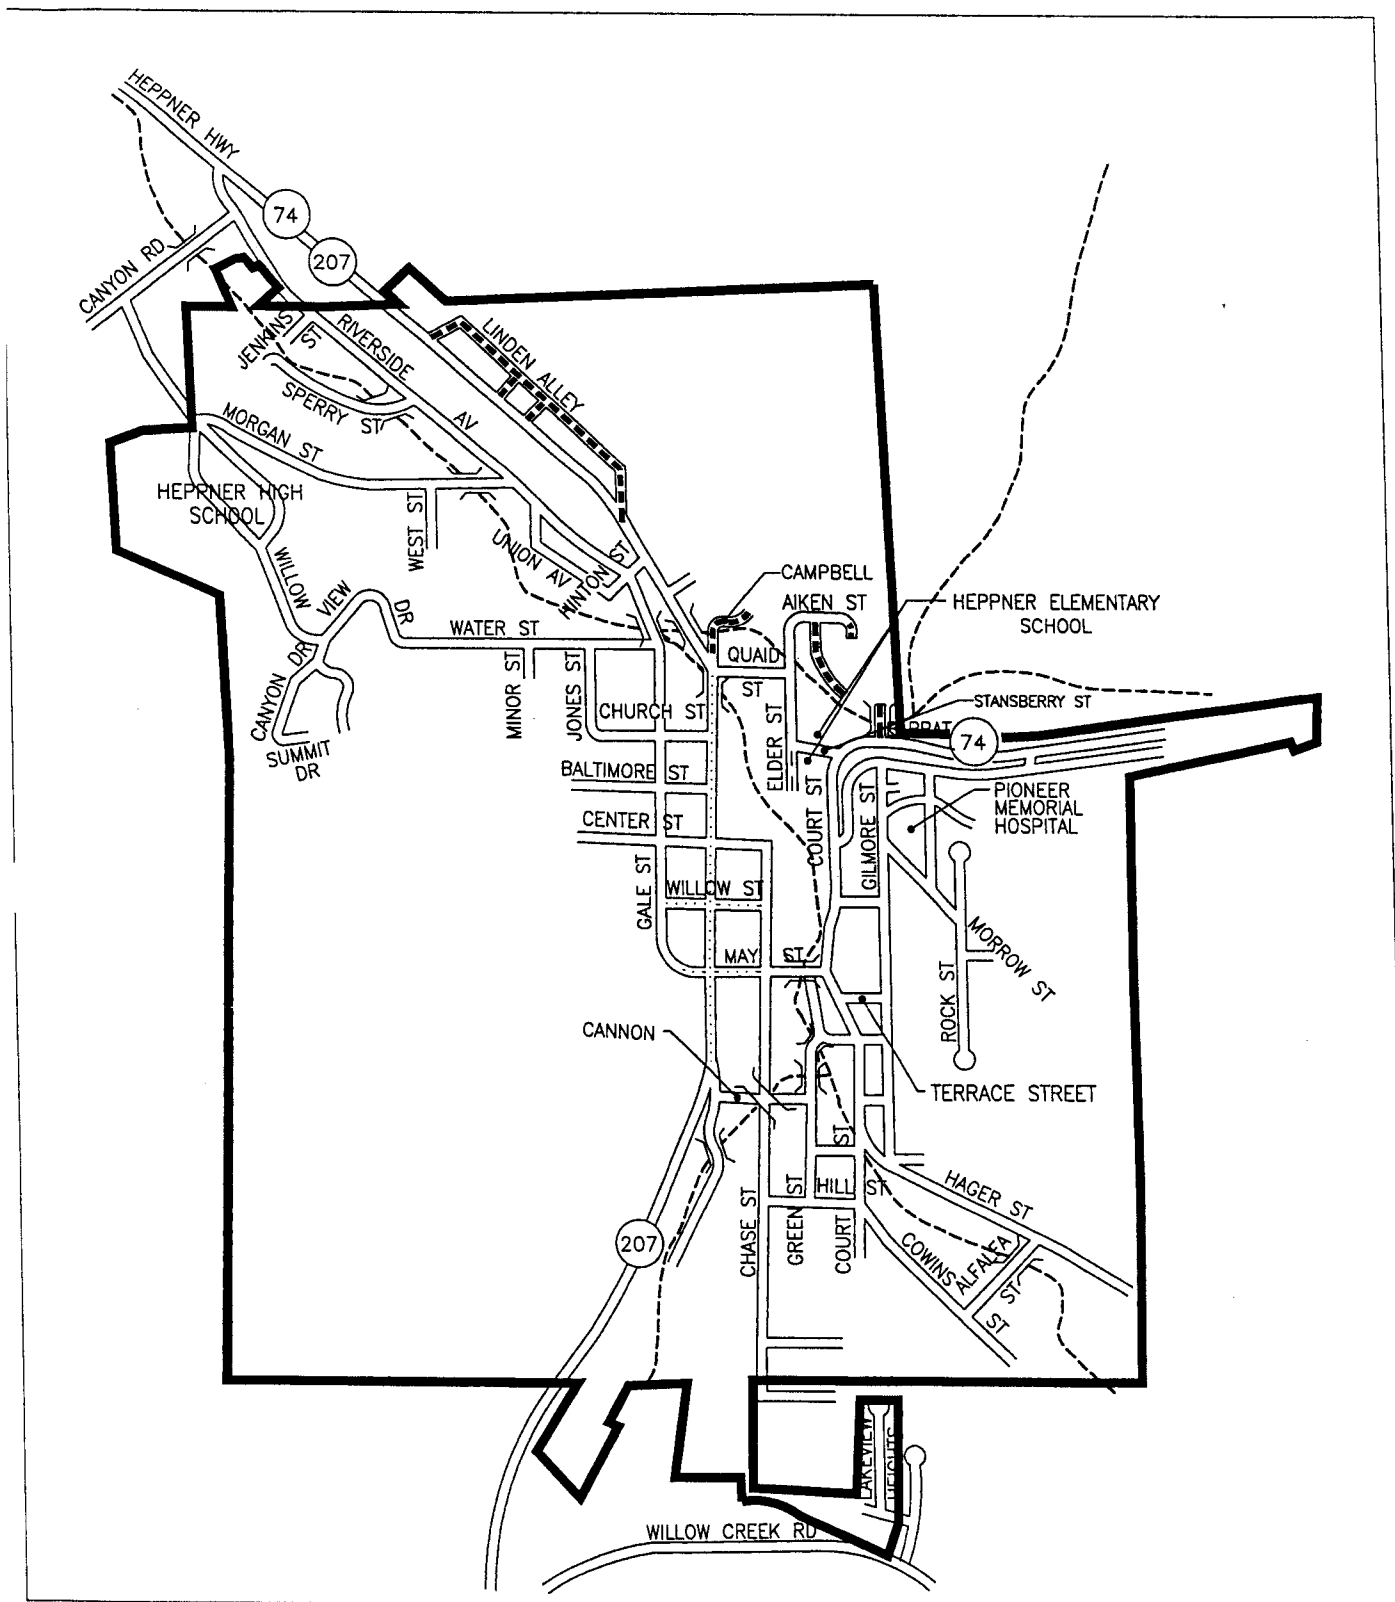 HEPPNER HWY
74
207
CANYON RD
JENKINS
ST
RIVERSIDE
AV
LINDEN ALLEY
SPERRY ST
MORGAN ST
HEPPNER HIGH
SCHOOL
WEST ST
UNION AV
HINTON
ST
WILLOW
VIEW
DR
CAMPBELL
AIKEN ST
HEPPNER ELEMENTARY
SCHOOL
WATER ST
QUAID
ST
CANYON DR
MINOR ST
JONES ST
CHURCH ST
ELDER ST
STANSBERRY ST
74
SUMMIT
DR
BALTIMORE ST
CENTER ST
COURT ST
GILMORE ST
PIONEER
MEMORIAL
HOSPITAL
GALE ST
WILLOW ST
MAY ST
MORROW ST
ROCK ST
CANNON
TERRACE STREET
ST
HILL ST
HAGER ST
207
CHASE ST
GREEN ST
COURT
COWINS
ST
ALFALFA
ST
LAKEVIEW
HEIGHTS
WILLOW CREEK RD